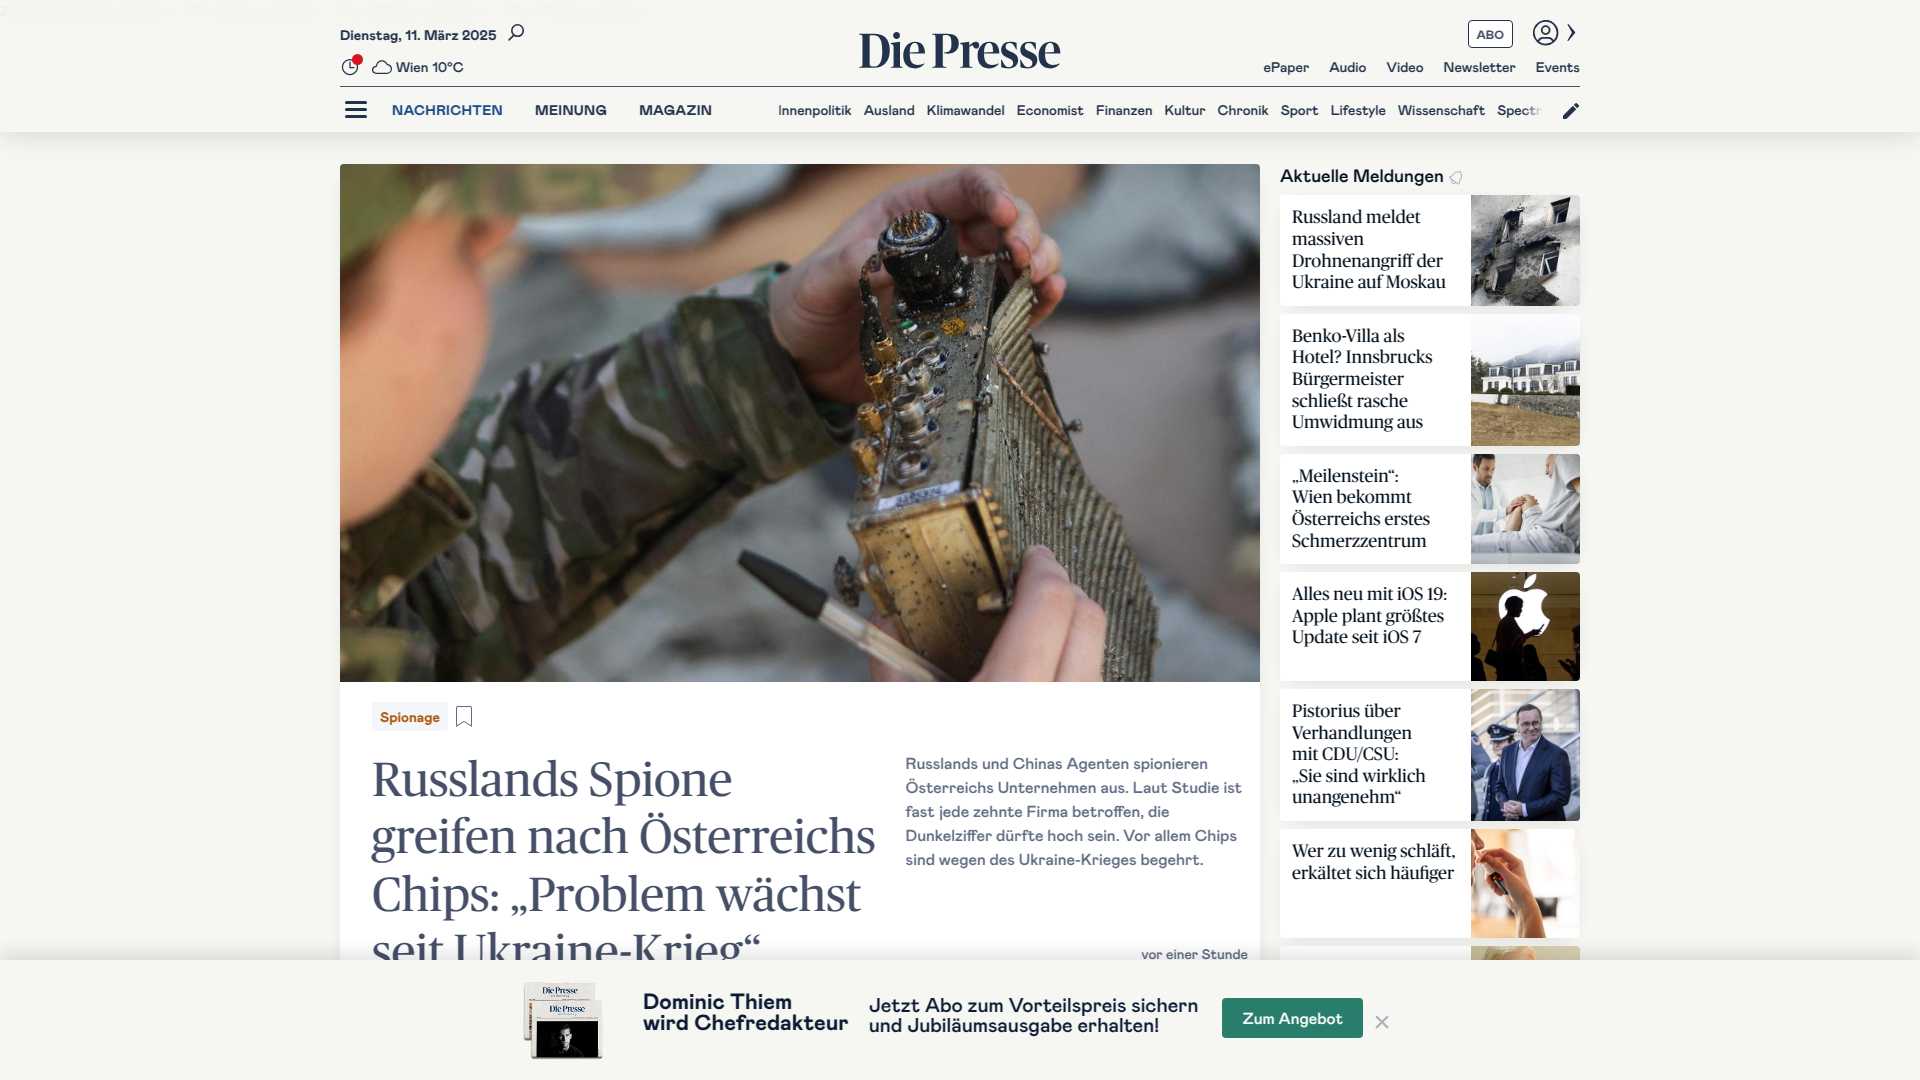 Dienstag, 11. März 2025
Die Presse
ABO
Wien 10°C
ePaper Audio Video Newsletter Events
NACHRICHTEN MEINUNG MAGAZIN
Innenpolitik Ausland Klimawandel Economist Finanzen Kultur Chronik Sport Lifestyle Wissenschaft Spectr
Spionage
Russlands Spione
greifen nach Österreichs
Chips: „Problem wächst
seit Ukraine-Krieg“
Russlands und Chinas Agenten spionieren
Österreichs Unternehmen aus. Laut Studie ist
fast jede zehnte Firma betroffen, die
Dunkelziffer dürfte hoch sein. Vor allem Chips
sind wegen des Ukraine-Krieges begehrt.
vor einer Stunde
Aktuelle Meldungen
Russland meldet
massiven
Drohnenangriff der
Ukraine auf Moskau
Benko-Villa als
Hotel? Innsbrucks
Bürgermeister
schließt rasche
Umwidmung aus
„Meilenstein“:
Wien bekommt
Österreichs erstes
Schmerzzentrum
Alles neu mit iOS 19:
Apple plant größtes
Update seit iOS 7
Pistorius über
Verhandlungen
mit CDU/CSU:
„Sie sind wirklich
unangenehm“
Wer zu wenig schläft,
erkältet sich häufiger
Die Presse
Die Presse
Dominic Thiem
wird Chefredakteur
Jetzt Abo zum Vorteilspreis sichern
und Jubiläumsausgabe erhalten!
Zum Angebot